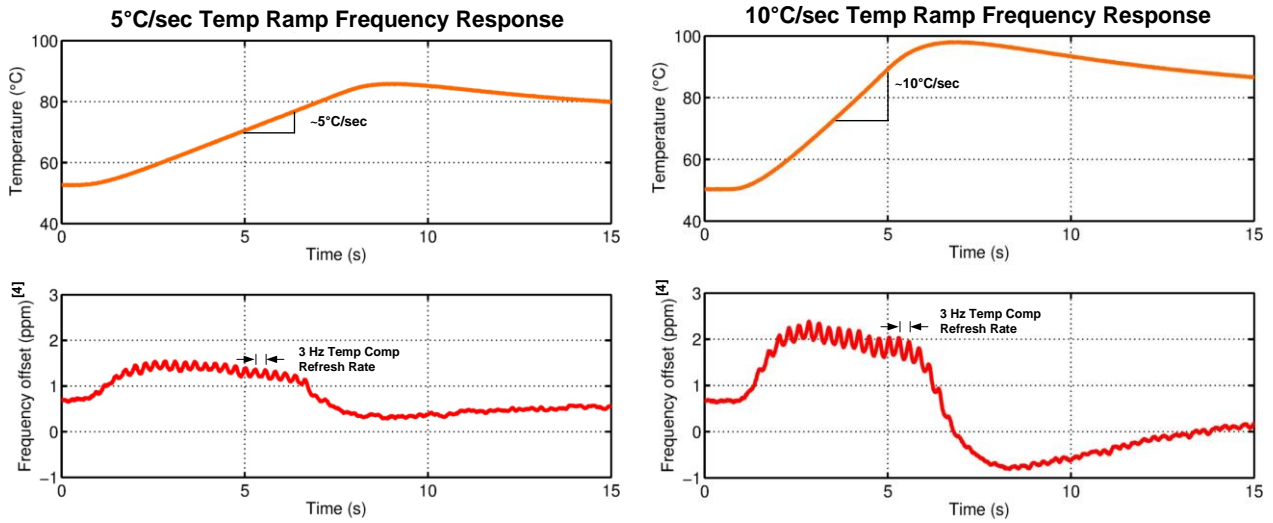 5°C/sec Temp Ramp Frequency Response
100
80
60
40
Temperature (°C)
~5°C/sec
0 5 10 15
Time (s)
3
2
1
0
−1
Frequency offset (ppm)[4]
3 Hz Temp Comp
Refresh Rate
0 5 10 15
Time (s)
10°C/sec Temp Ramp Frequency Response
100
80
60
40
Temperature (°C)
~10°C/sec
0 5 10 15
Time (s)
3
2
1
0
−1
Frequency offset (ppm)[4]
3 Hz Temp Comp
Refresh Rate
0 5 10 15
Time (s)